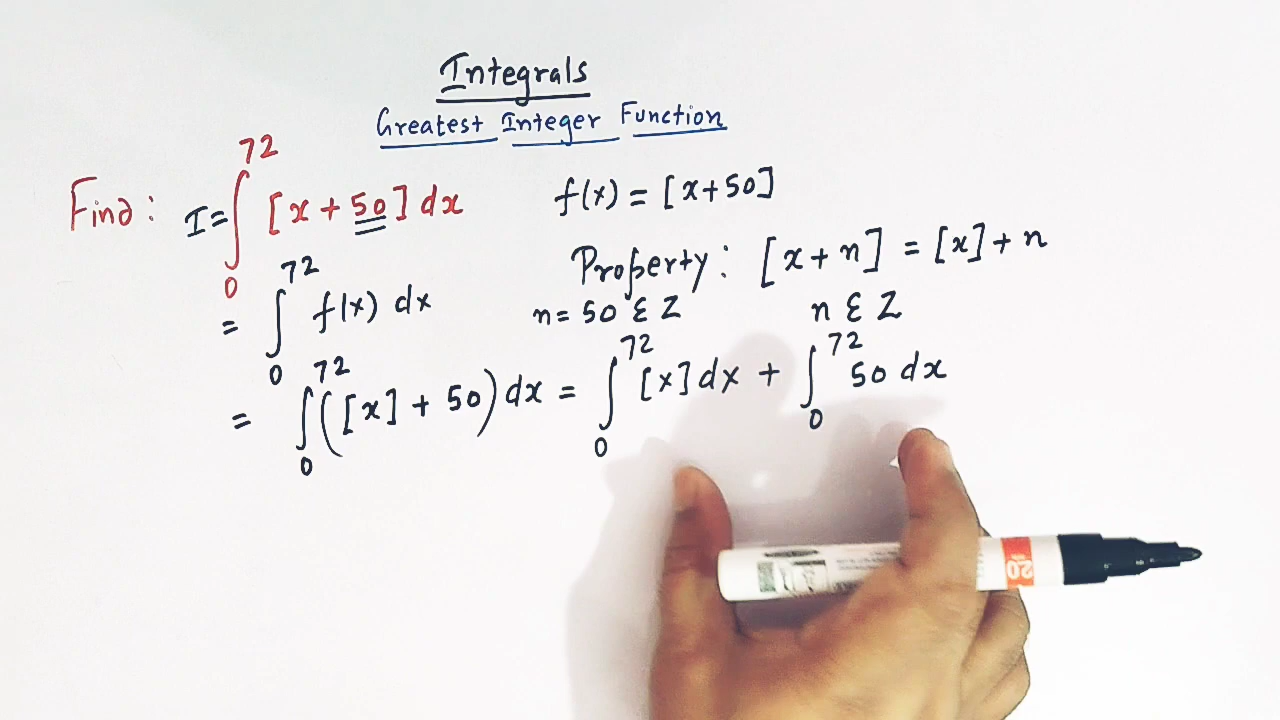 Integrals
Greatest Integer Function
Find: I = ∫₀⁷² [x + 50] dx
f(x) = [x+50]
= ∫₀⁷² f(x) dx
Property: [x + n] = [x] + n
n = 50 ℇ Z
n ℇ Z
= ∫₀⁷² ([x] + 50) dx = ∫₀⁷² [x] dx + ∫₀⁷² 50 dx
20